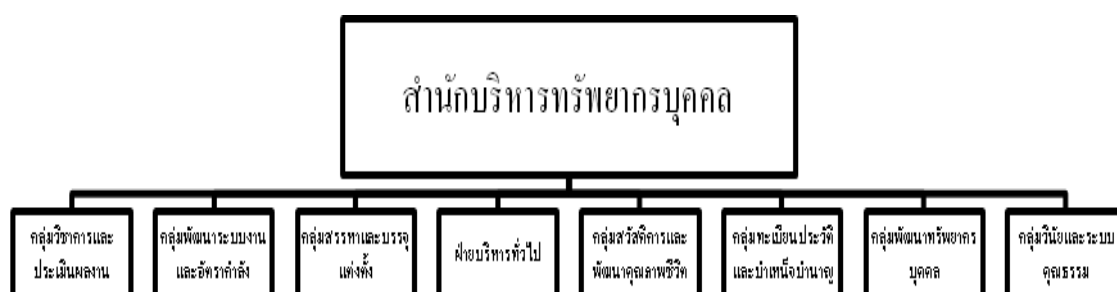 สำนักบริหารทรัพยากรบุคคล
กลุ่มวิชาการและ
ประเมินผลงาน
กลุ่มพัฒนาระบบงาน
และอัตรากำลัง
กลุ่มสรรหาและบรรจุ
แต่งตั้ง
ฝ่ายบริหารทั่วไป
กลุ่มสวัสดิการและ
พัฒนาคุณภาพชีวิต
กลุ่มทะเบียนประวัติ
และบำเหน็จบำนาญ
กลุ่มพัฒนาทรัพยากร
บุคคล
กลุ่มวินัยและระบบ
คุณธรรม